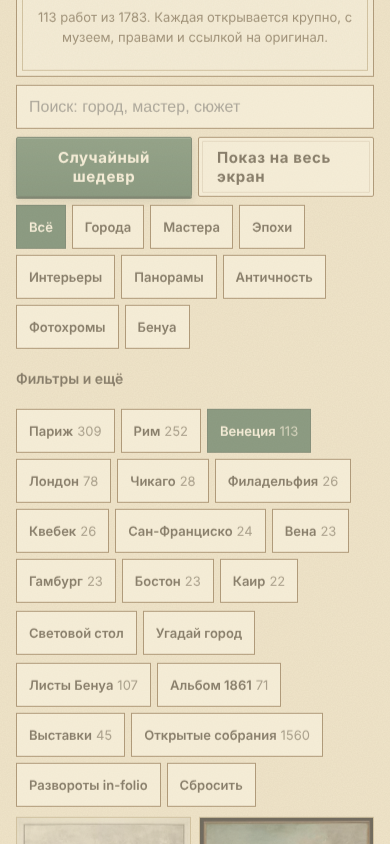 113 работ из 1783. Каждая открывается крупно, с
музеем, правами и ссылкой на оригинал.
Поиск: город, мастер, сюжет
Случайный
шедевр
Показ на весь
экран
Всё Города Мастера Эпохи
Интерьеры Панорамы Античность
Фотохромы Бенуа
Фильтры и ещё
Париж 309 Рим 252 Венеция 113
Лондон 78 Чикаго 28 Филадельфия 26
Квебек 26 Сан-Франциско 24 Вена 23
Гамбург 23 Бостон 23 Каир 22
Световой стол Угадай город
Листы Бенуа 107 Альбом 1861 71
Выставки 45 Открытые собрания 1560
Развороты in-folio Сбросить